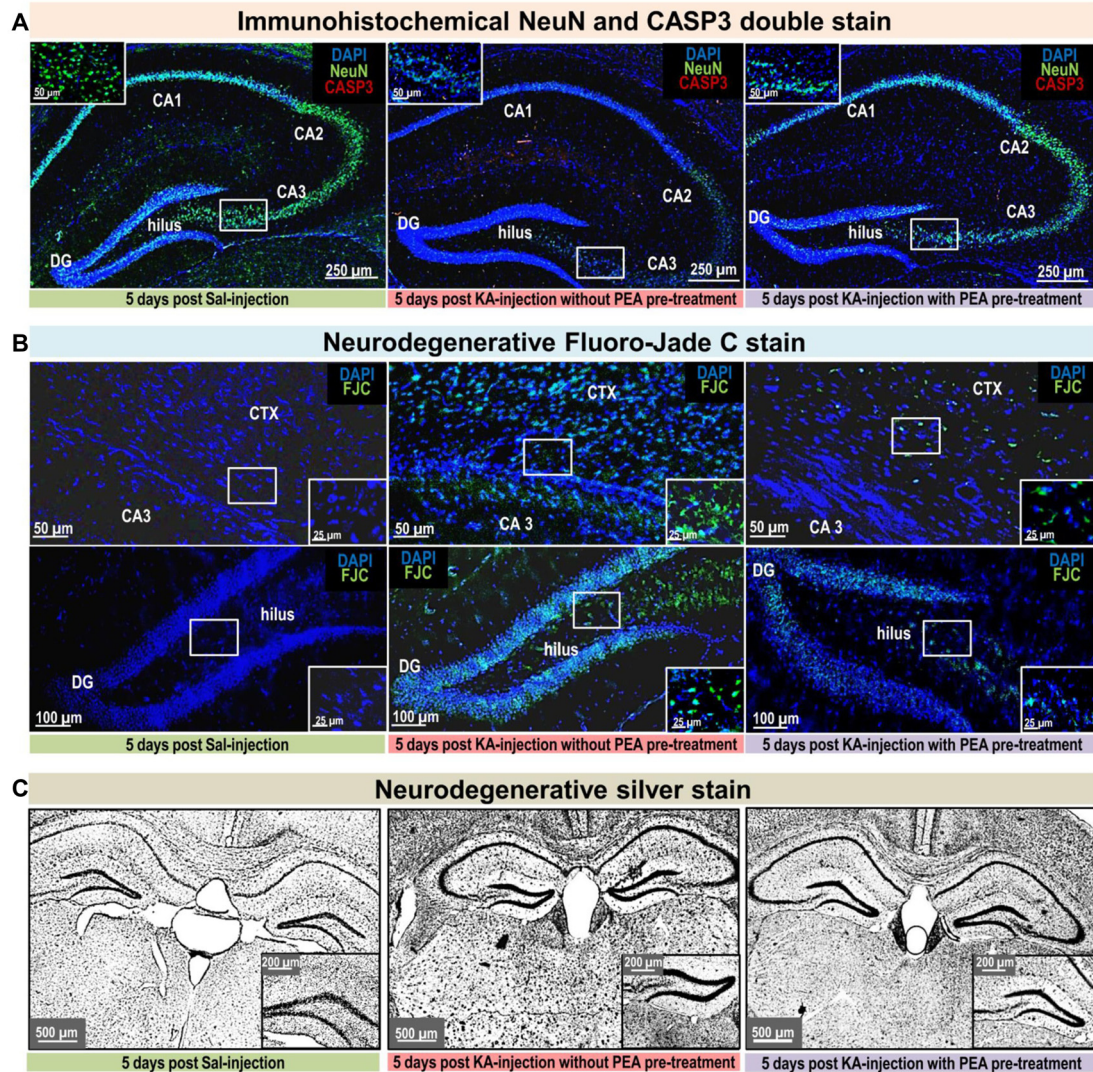 A
Immunohistochemical NeuN and CASP3 double stain
50 µm
CA1
DAPI
NeuN
CASP3
CA2
CA3
hilus
DG
250 µm
50 µm
CA1
DAPI
NeuN
CASP3
CA2
DG
hilus
CA3
250 µm
50 µm
CA1
DAPI
NeuN
CASP3
CA2
CA3
DG
hilus
250 µm
5 days post Sal-injection
5 days post KA-injection without PEA pre-treatment
5 days post KA-injection with PEA pre-treatment
B
Neurodegenerative Fluoro-Jade C stain
DAPI
FJC
CTX
CA3
50 µm
25 µm
DAPI
FJC
CTX
CA 3
50 µm
25 µm
DAPI
FJC
CTX
CA 3
50 µm
25 µm
DAPI
FJC
hilus
DG
100 µm
25 µm
DAPI
FJC
hilus
DG
100 µm
25 µm
DG
DAPI
FJC
hilus
100 µm
25 µm
5 days post Sal-injection
5 days post KA-injection without PEA pre-treatment
5 days post KA-injection with PEA pre-treatment
C
Neurodegenerative silver stain
200 µm
500 µm
200 µm
500 µm
200 µm
500 µm
5 days post Sal-injection
5 days post KA-injection without PEA pre-treatment
5 days post KA-injection with PEA pre-treatment